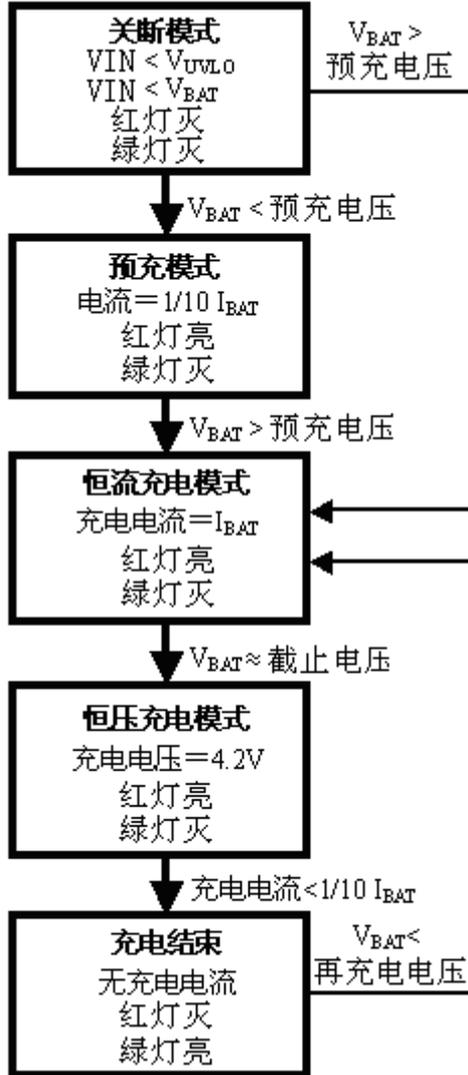 关断模式
VIN < VUVLO
VIN < VBAT
红灯灭
绿灯灭
VBAT >
预充电压
VBAT < 预充电压
预充模式
电流＝1/10 IBAT
红灯亮
绿灯灭
VBAT > 预充电压
恒流充电模式
充电电流＝IBAT
红灯亮
绿灯灭
VBAT≈ 截止电压
恒压充电模式
充电电压＝4.2V
红灯亮
绿灯灭
充电电流<1/10 IBAT
充电结束
无充电电流
红灯灭
绿灯亮
VBAT<
再充电电压